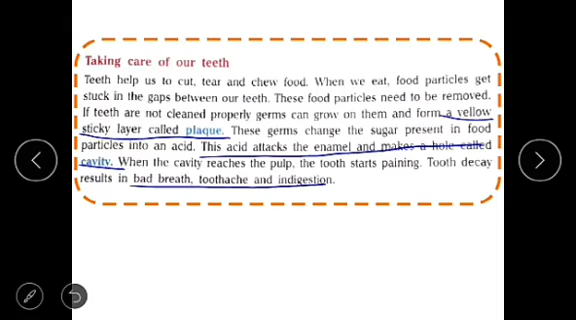 Taking care of our teeth
Teeth help us to cut, tear and chew food. When we eat, food particles get
stuck in the gaps between our teeth. These food particles need to be removed.
If teeth are not cleaned properly germs can grow on them and form a yellow
sticky layer called plaque. These germs change the sugar present in food
particles into an acid. This acid attacks the enamel and makes a hole called
cavity. When the cavity reaches the pulp, the tooth starts paining. Tooth decay
results in bad breath, toothache and indigestion.